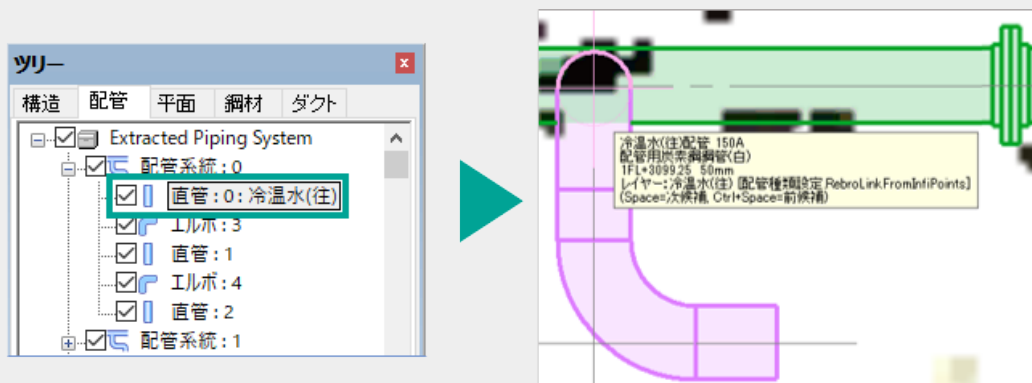 ツリー
x
構造 配管 平面 鋼材 ダクト
Extracted Piping System
配管系統:0
直管:0:冷温水(往)
エルボ:3
直管:1
エルボ:4
直管:2
配管系統:1
冷温水(往)配管 150A
配管用炭素鋼鋼管(白)
1FL+3099.25 50mm
レイヤー:冷温水(往) [配管種類設定.RebroLinkFromInfiPoints]
(Space=次候補, Ctrl+Space=前候補)